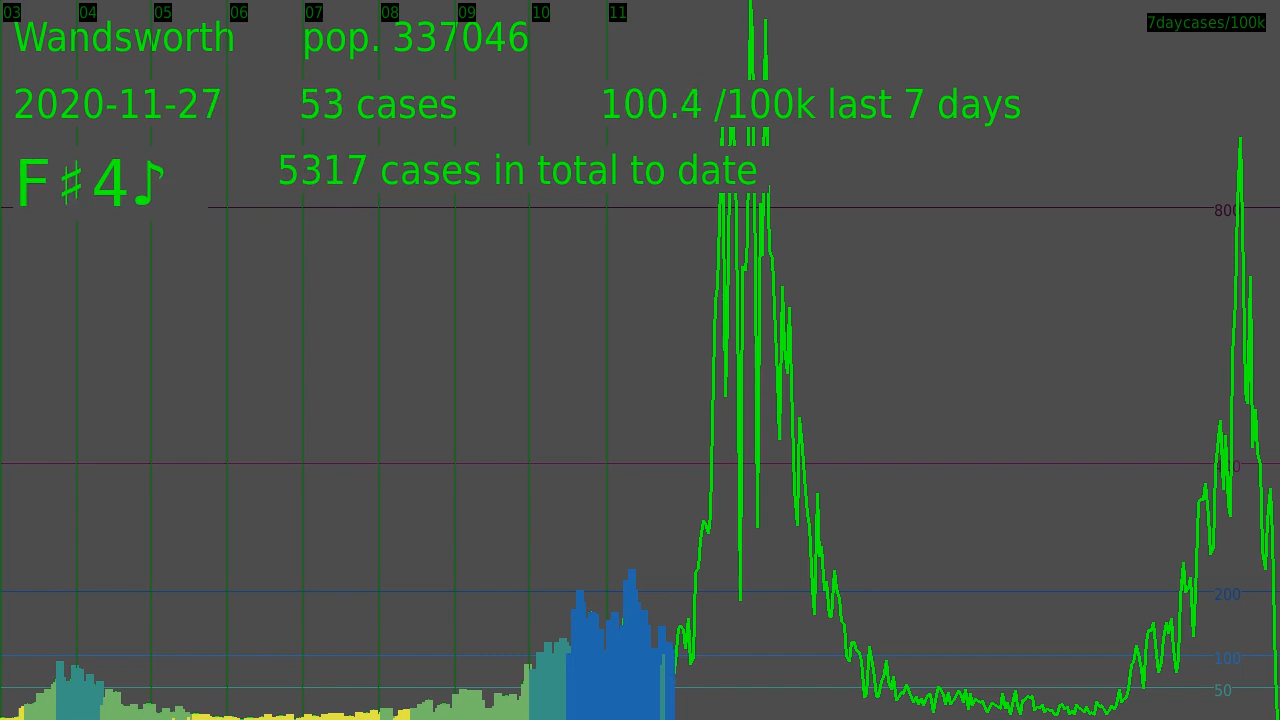 03 04 05 06 07 08 09 10 11
7daycases/100k
Wandsworth pop. 337046
2020-11-27 53 cases 100.4 /100k last 7 days
F♯4♪ 5317 cases in total to date
800
400
200
100
50